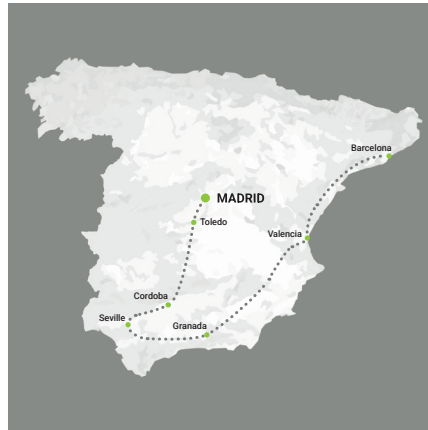 Barcelona
MADRID
Toledo
Valencia
Cordoba
Seville
Granada